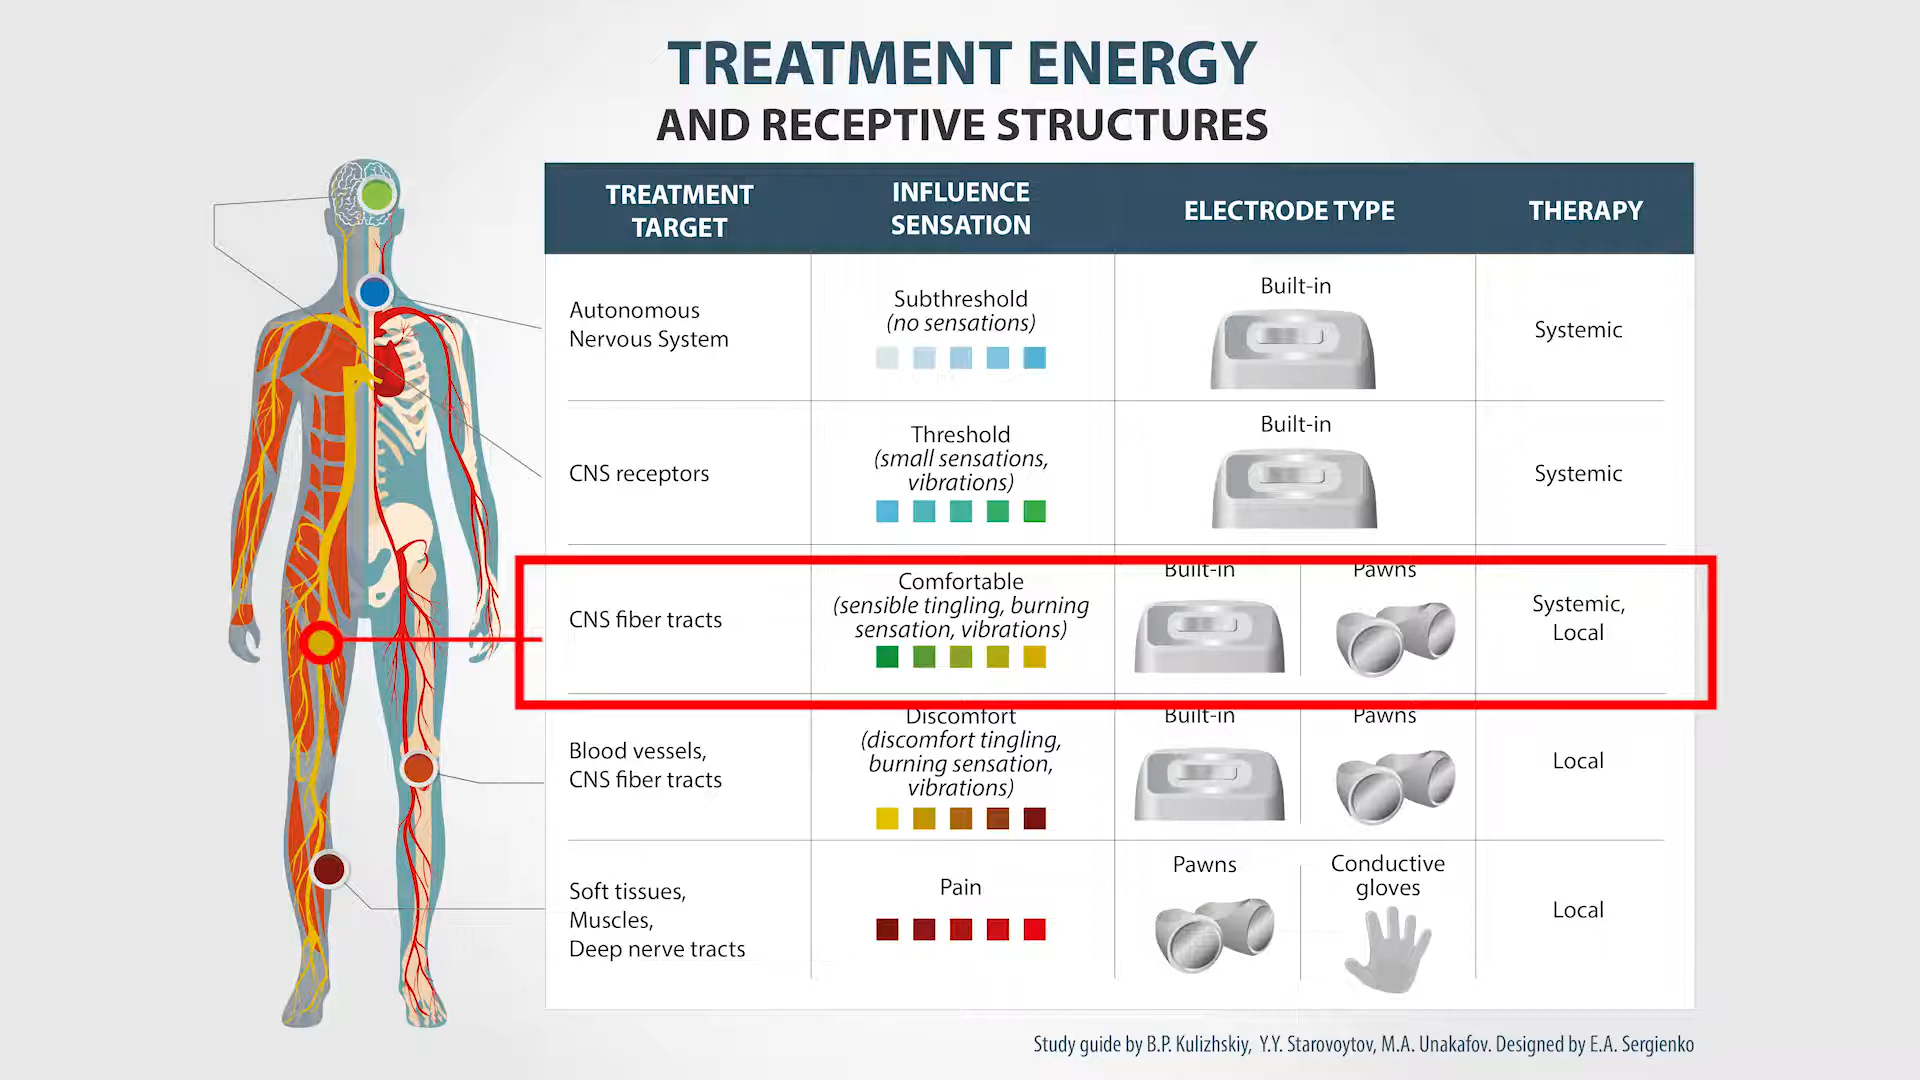 TREATMENT ENERGY
AND RECEPTIVE STRUCTURES
TREATMENT
TARGET
INFLUENCE
SENSATION
ELECTRODE TYPE
THERAPY
Autonomous
Nervous System
Subthreshold
(no sensations)
Built-in
Systemic
CNS receptors
Threshold
(small sensations,
vibrations)
Built-in
Systemic
CNS fiber tracts
Comfortable
(sensible tingling, burning
sensation, vibrations)
Built-in
Pawns
Systemic,
Local
Blood vessels,
CNS fiber tracts
Discomfort
(discomfort tingling,
burning sensation,
vibrations)
Built-in
Pawns
Local
Soft tissues,
Muscles,
Deep nerve tracts
Pain
Pawns
Conductive
gloves
Local
Study guide by B.P. Kulizhskiy, Y.Y. Starovoytov, M.A. Unakafov. Designed by E.A. Sergienko